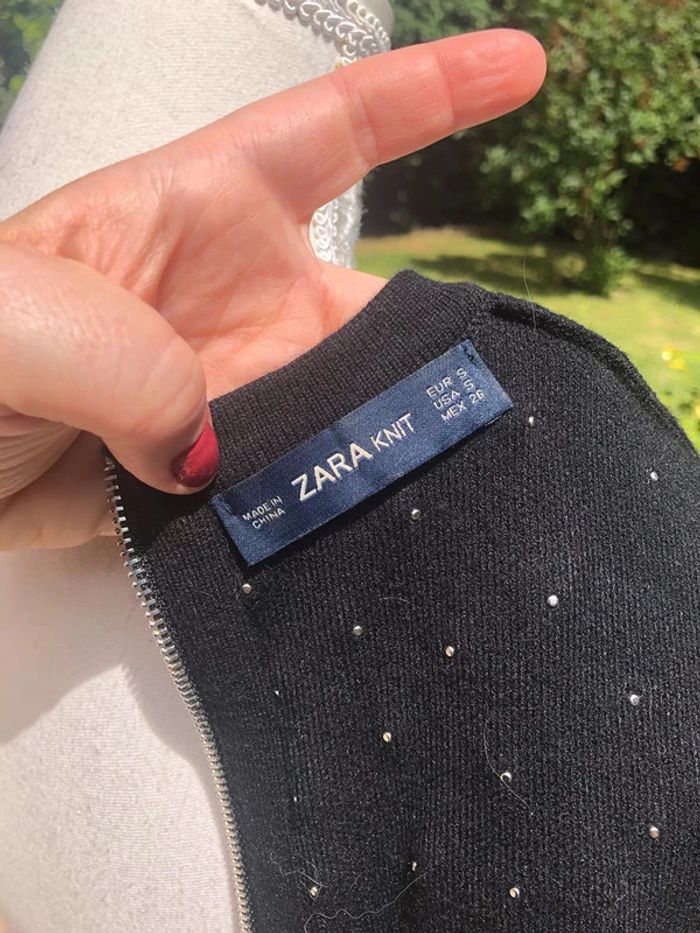 MADE IN
CHINA
ZARA KNIT
EUR S
USA S
MEX 26